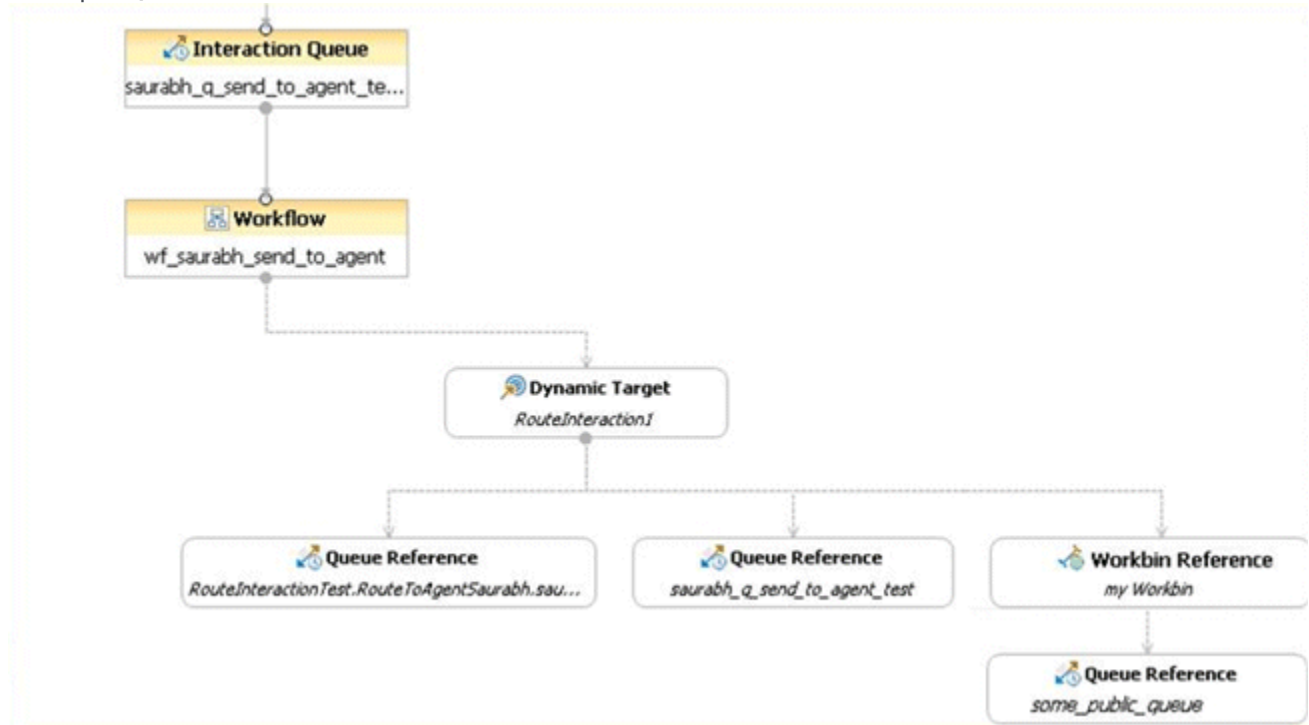 Interaction Queue
saurabh_q_send_to_agent_te...
Workflow
wf_saurabh_send_to_agent
Dynamic Target
RouteInteraction1
Queue Reference
RouteInteractionTest.RouteToAgentSaurabh.sau...
Queue Reference
saurabh_q_send_to_agent_test
Workbin Reference
my Workbin
Queue Reference
some_public_queue